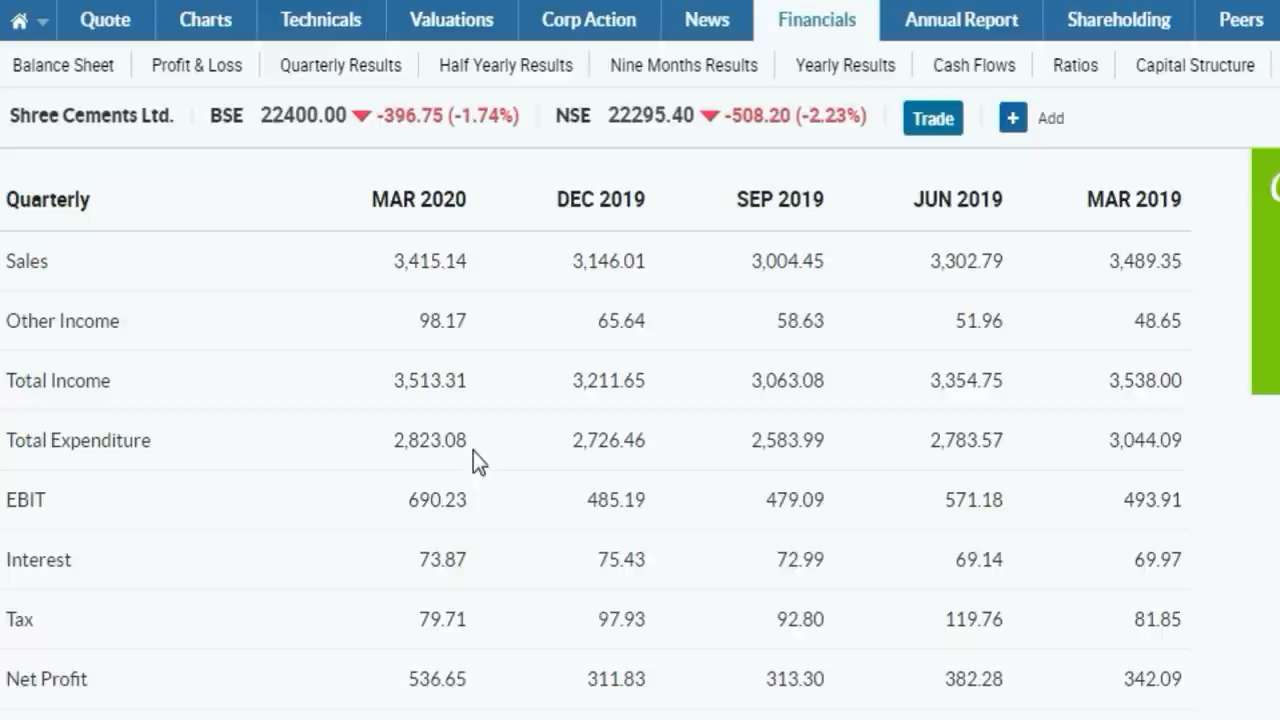 Quote Charts Technicals Valuations Corp Action News Financials Annual Report Shareholding Peers
Balance Sheet Profit & Loss Quarterly Results Half Yearly Results Nine Months Results Yearly Results Cash Flows Ratios Capital Structure
Shree Cements Ltd. BSE 22400.00 -396.75 (-1.74%) NSE 22295.40 -508.20 (-2.23%) Trade + Add
Quarterly MAR 2020 DEC 2019 SEP 2019 JUN 2019 MAR 2019
Sales 3,415.14 3,146.01 3,004.45 3,302.79 3,489.35
Other Income 98.17 65.64 58.63 51.96 48.65
Total Income 3,513.31 3,211.65 3,063.08 3,354.75 3,538.00
Total Expenditure 2,823.08 2,726.46 2,583.99 2,783.57 3,044.09
EBIT 690.23 485.19 479.09 571.18 493.91
Interest 73.87 75.43 72.99 69.14 69.97
Tax 79.71 97.93 92.80 119.76 81.85
Net Profit 536.65 311.83 313.30 382.28 342.09